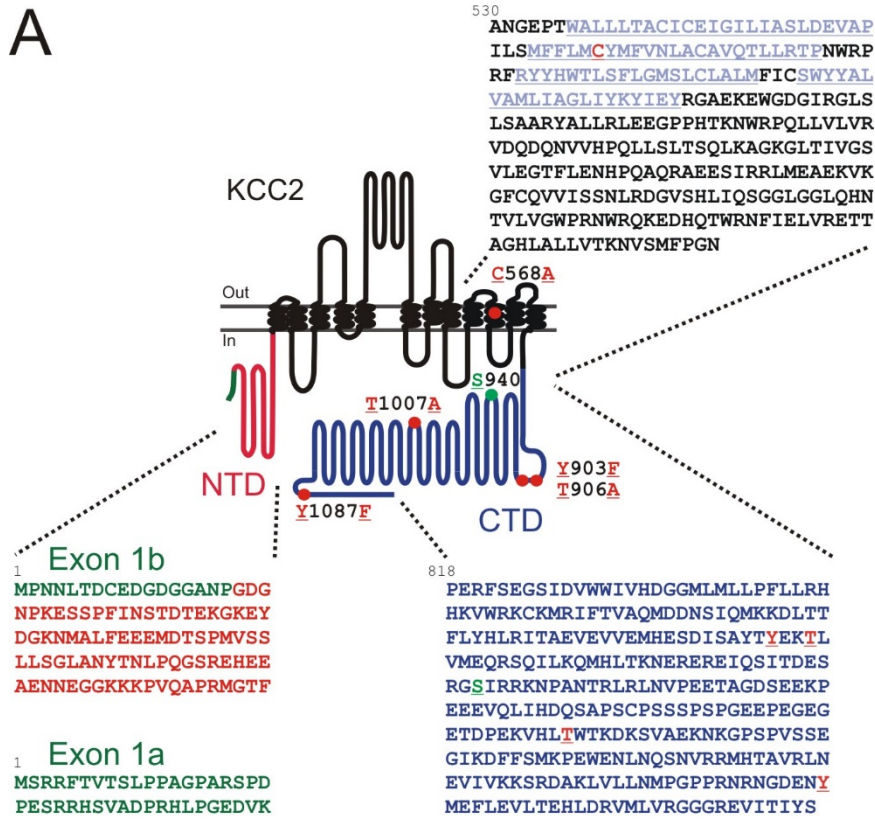 A
530
ANGEPTWALLLTACICEIGILIASLDEVAP
ILSMFFLMCYMFVNLACAVQTLLRTPNWRP
RFRYYHWTLSFLGMSLCLALMFICSWYYAL
VAMLIAGLIYKYIEYRGAEKEWGDGIRGLS
LSAARYALLRLEEGPPHTKNWRPQLLVLVR
VDQDQNVVHPQLLSLTSQLKAGKGLTIVGS
VLEGTFLENHPQAQRAEESIRRLMEAEKVK
GFCQVVISSNLRDGVSHLIQSGGLGGLQHN
TVLVGWPRNWRQKEDHQTWRNFIELVRETT
AGHLALLVTKNVSMFPGN
KCC2
C568A
Out
In
S940
T1007A
NTD
Y903F
T906A
Y1087F
CTD
1
Exon 1b
MPNNLTDCEDGDGGANPGDG
NPKESSPFINSTDTEKGKEY
DGKNMALFEEEMDTSPMVSS
LLSGLANYTNLPQGSREHEE
AENNEGGKKKPVQAPRMGTF
1
Exon 1a
MSRRFTVTSLPPAGPARSPD
PESRRHSVADPRHLPGEDVK
818
PERFSEGSIDVWWIVHDGGMLMLLPFLLRH
HKVWRKCKMRIFTVAQMDDNSIQMKKDLTT
FLYHLRITAEVEVVEMHESDISAYTYEKTL
VMEQRSQILKQMHLTKNEREREIQSITDES
RGSIRRKNPANTRLRLNVPEETAGDSEEKP
EEEVQLIHDQSAPSCPSSSPSPGEEPEGEG
ETDPEKVHLTWTKDKSVAEKNKGPSPVSSE
GIKDFFSMKPEWENLNQSNVRRMHTAVRLN
EVIVKKSRDAKLVLLNMPGPPRNRNGDENY
MEFLEVLTEHLDRVMLVRGGGREVITIYS